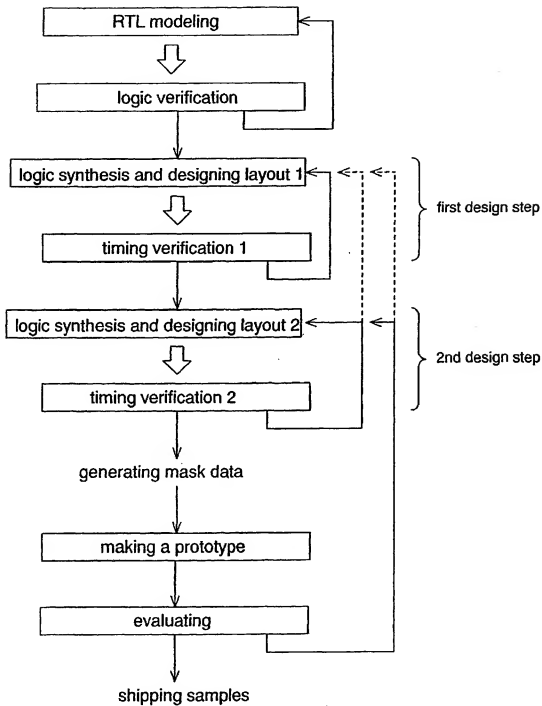 RTL modeling
logic verification
logic synthesis and designing layout 1
first design step
timing verification 1
logic synthesis and designing layout 2
2nd design step
timing verification 2
generating mask data
making a prototype
evaluating
shipping samples